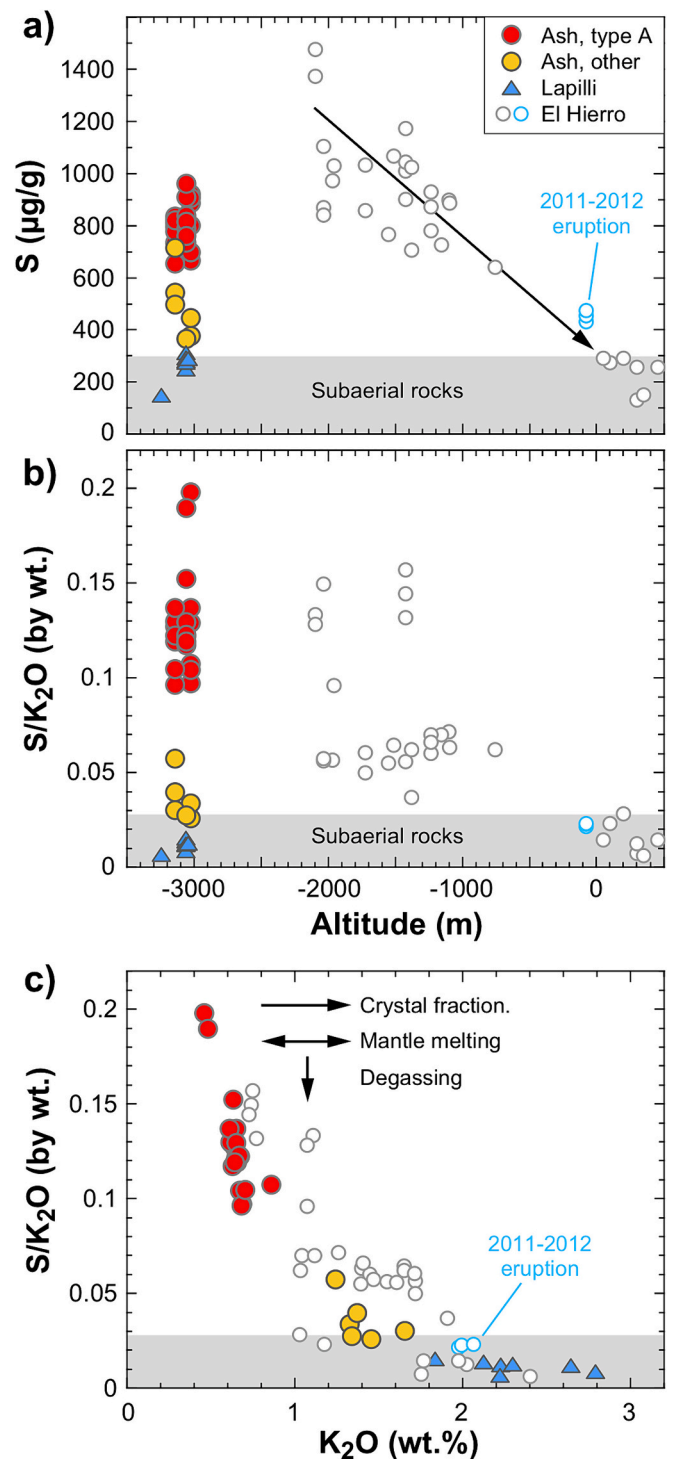 a)
Ash, type A
Ash, other
Lapilli
El Hierro
1400
1200
1000
800
600
400
200
0
S (µg/g)
2011-2012
eruption
Subaerial rocks
b)
0.2
0.15
0.1
0.05
0
S/K₂O (by wt.)
Subaerial rocks
-3000
-2000
-1000
0
Altitude (m)
c)
0.2
0.15
0.1
0.05
0
S/K₂O (by wt.)
Crystal fraction.
Mantle melting
Degassing
2011-2012
eruption
0
1
2
3
K₂O (wt.%)